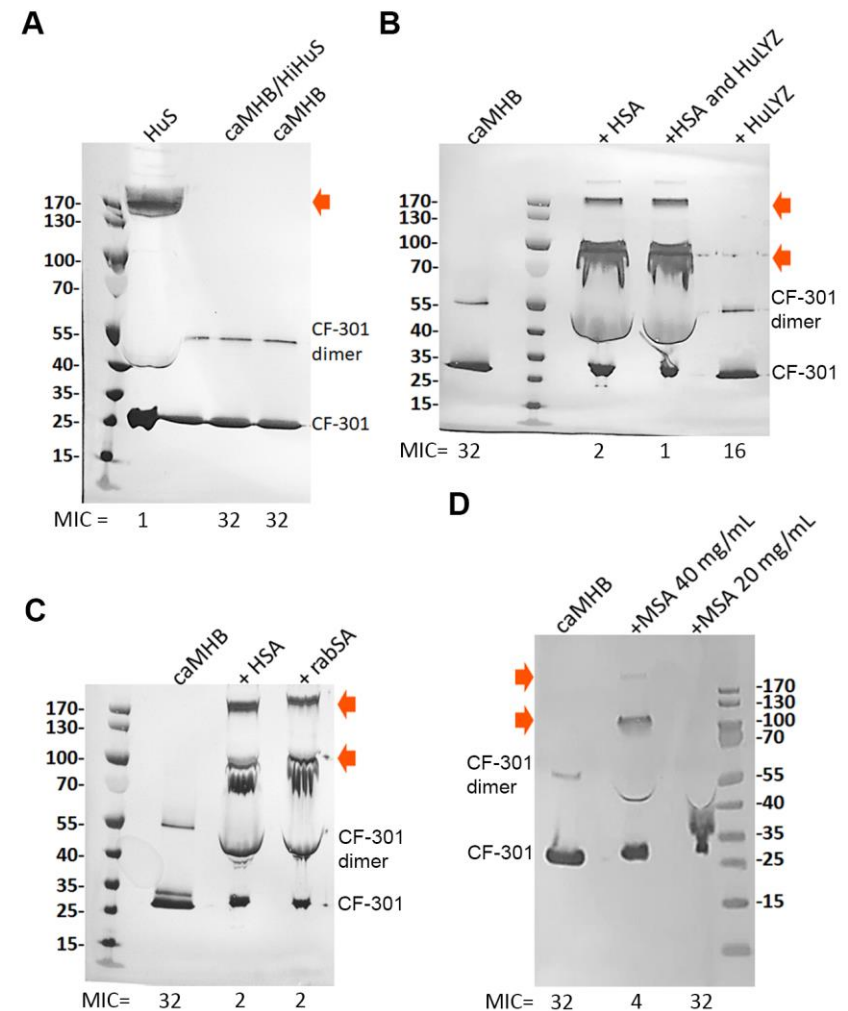 A
HuS
caMHB/HiHuS
caMHB
170-
130-
100-
70-
55-
40-
35-
25-
15-
CF-301
dimer
CF-301
MIC = 1 32 32
B
caMHB
+ HSA
+HSA and HuLYZ
+ HuLYZ
170-
130-
100-
70-
55-
40-
35-
25-
15-
CF-301
dimer
CF-301
MIC= 32 2 1 16
C
caMHB
+ HSA
+ rabSA
170-
130-
100-
70-
55-
40-
35-
25-
15-
CF-301
dimer
CF-301
MIC= 32 2 2
D
caMHB
+MSA 40 mg/mL
+MSA 20 mg/mL
CF-301
dimer
CF-301
-170
-130
-100
-70
-55
-40
-35
-25
-15
MIC= 32 4 32